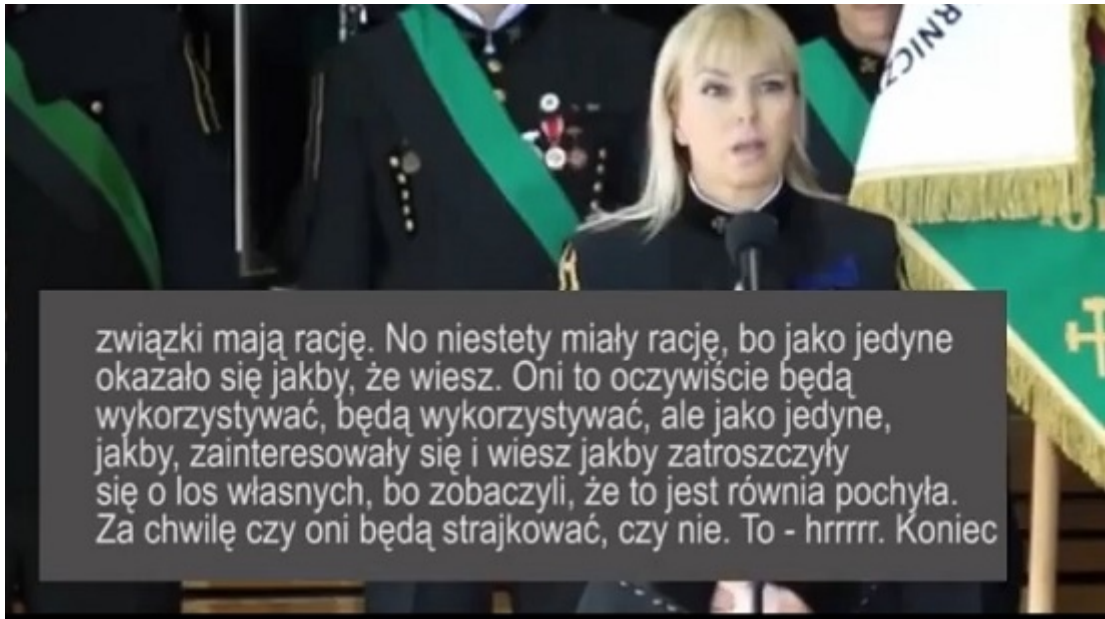 RNICZ
związki mają rację. No niestety miały rację, bo jako jedyne
okazało się jakby, że wiesz. Oni to oczywiście będą
wykorzystywać, będą wykorzystywać, ale jako jedyne,
jakby, zainteresowały się i wiesz jakby zatroszczyły
się o los własnych, bo zobaczyli, że to jest równia pochyła.
Za chwilę czy oni będą strajkować, czy nie. To - hrrrrr. Koniec